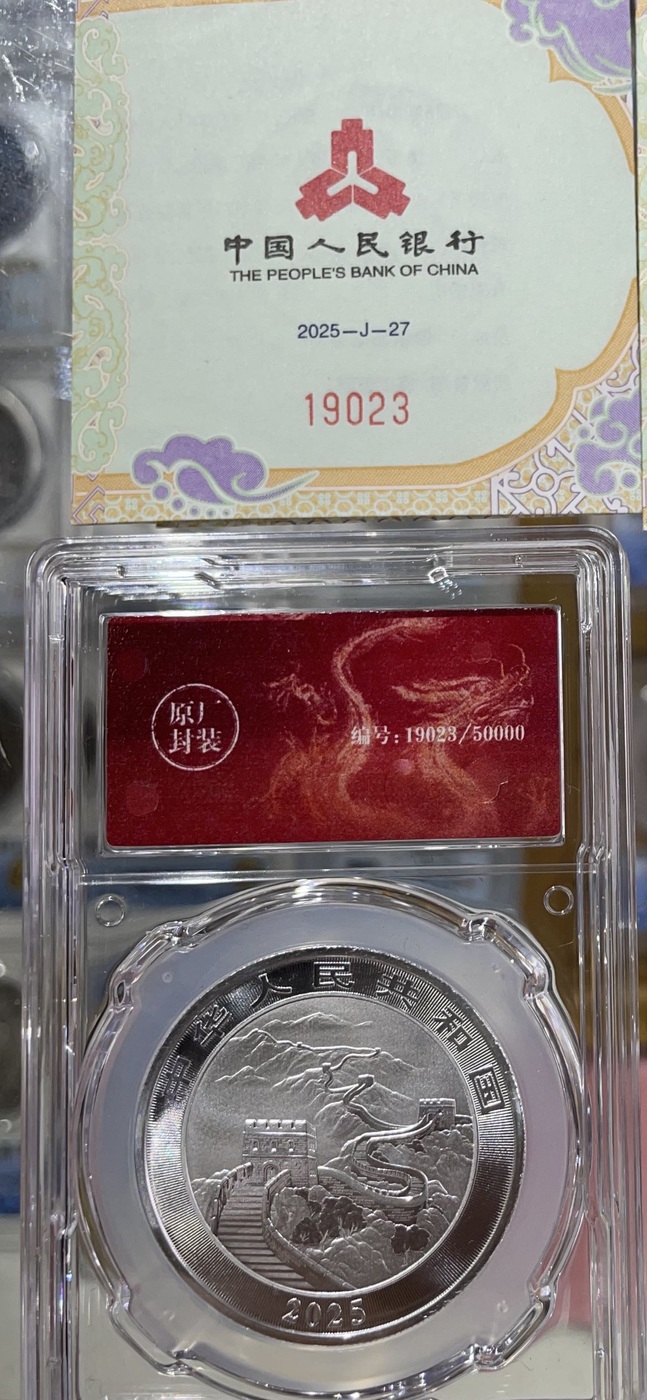 中国人民银行
THE PEOPLE'S BANK OF CHINA
2025-J-27
19023
原厂
封装
编号:19023/50000
中华人民共和国
2025